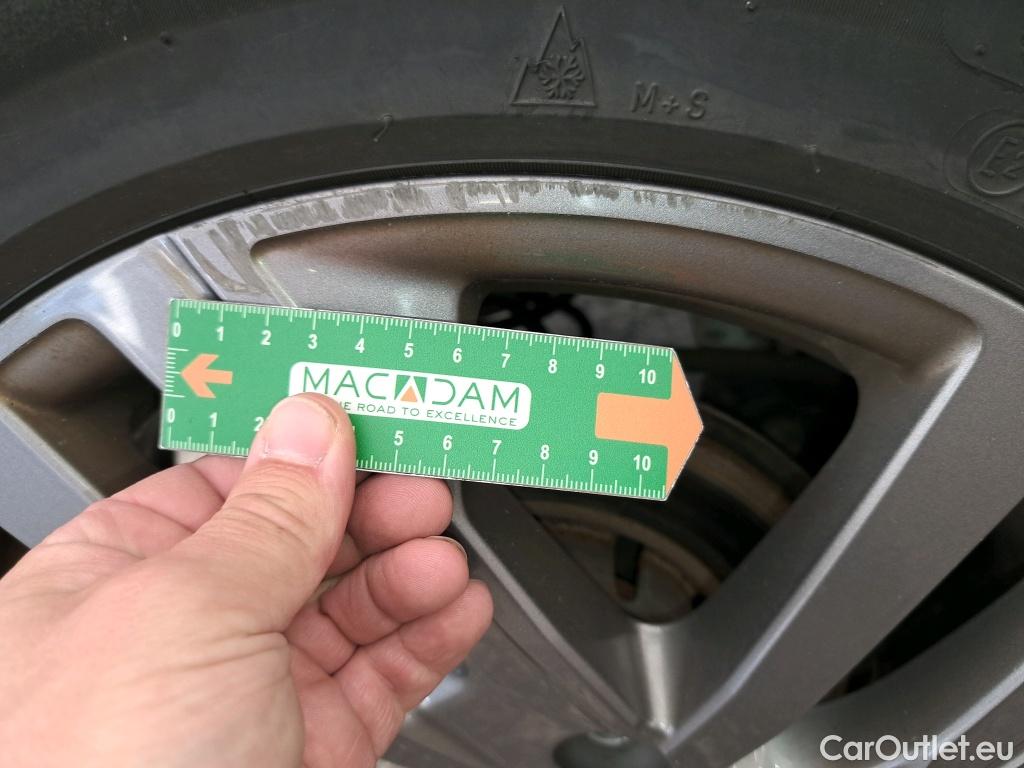 M+S
E2
0 1 2 3 4 5 6 7 8 9 10
MACADAM
THE ROAD TO EXCELLENCE
0 1 2 5 6 7 8 9 10
CarOutlet.eu